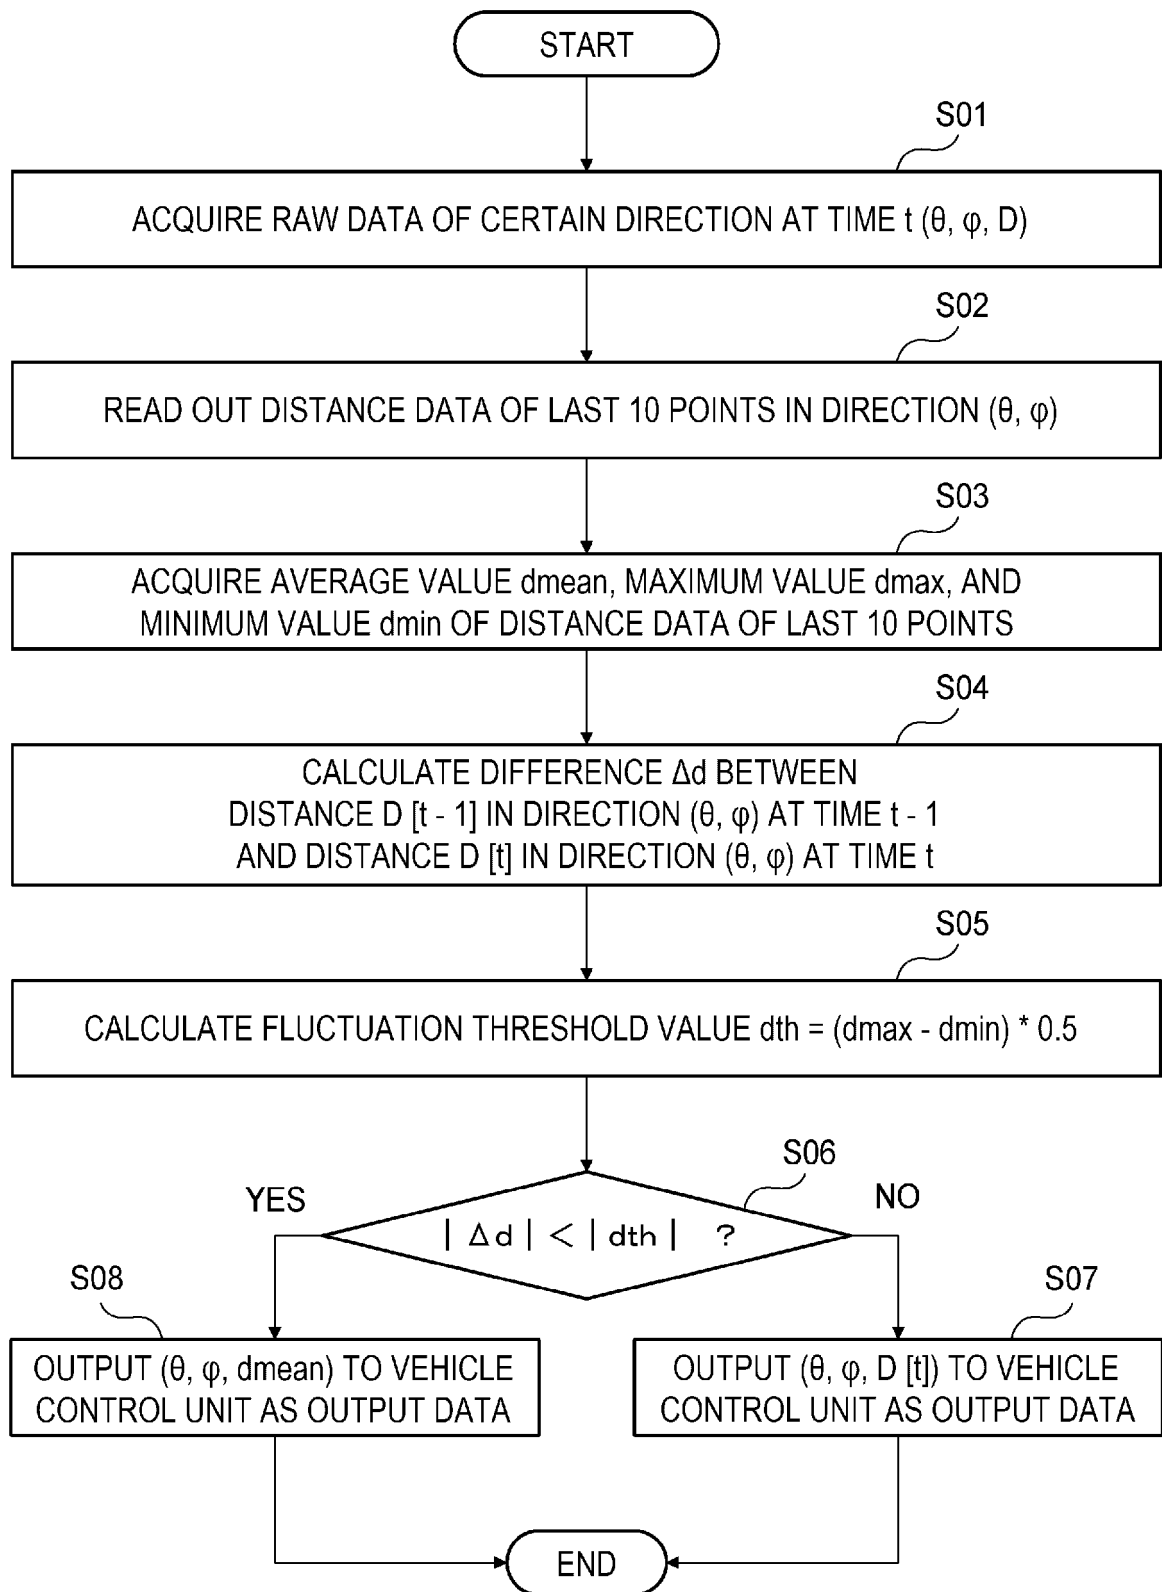 START
S01
ACQUIRE RAW DATA OF CERTAIN DIRECTION AT TIME t (θ, φ, D)
S02
READ OUT DISTANCE DATA OF LAST 10 POINTS IN DIRECTION (θ, φ)
S03
ACQUIRE AVERAGE VALUE dmean, MAXIMUM VALUE dmax, AND
MINIMUM VALUE dmin OF DISTANCE DATA OF LAST 10 POINTS
S04
CALCULATE DIFFERENCE Δd BETWEEN
DISTANCE D [t - 1] IN DIRECTION (θ, φ) AT TIME t - 1
AND DISTANCE D [t] IN DIRECTION (θ, φ) AT TIME t
S05
CALCULATE FLUCTUATION THRESHOLD VALUE dth = (dmax - dmin) * 0.5
S06
YES
NO
| Δd | < | dth | ?
S08
S07
OUTPUT (θ, φ, dmean) TO VEHICLE
CONTROL UNIT AS OUTPUT DATA
OUTPUT (θ, φ, D [t]) TO VEHICLE
CONTROL UNIT AS OUTPUT DATA
END